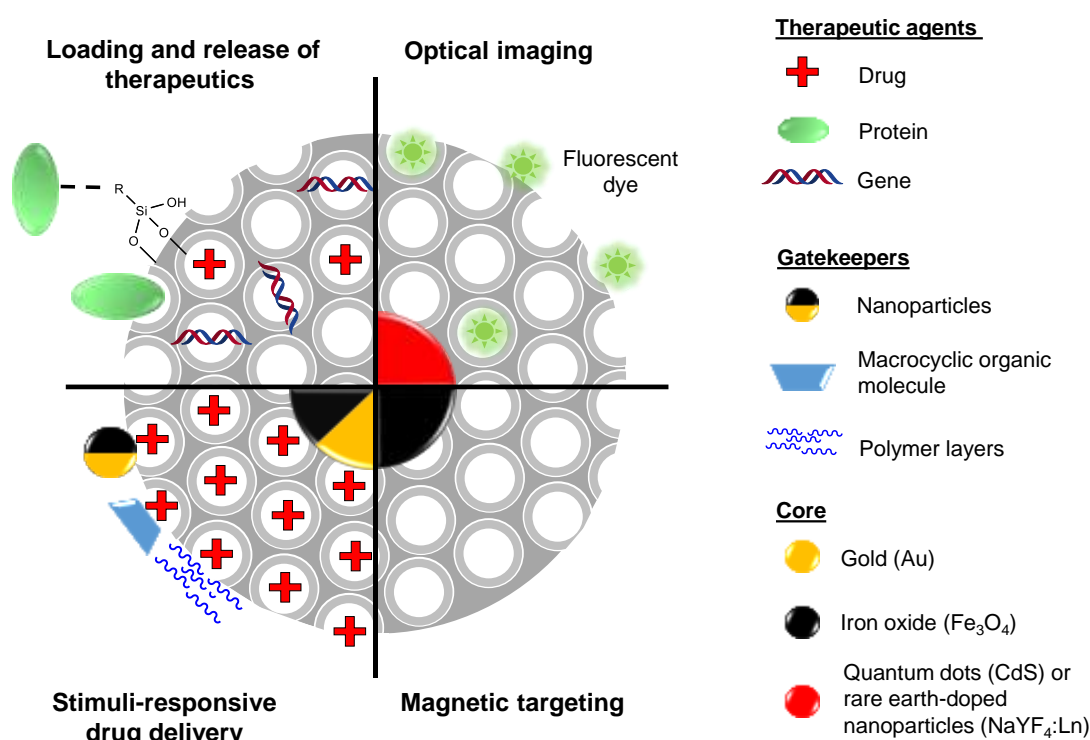 Loading and release of
therapeutics
Optical imaging
Fluorescent
dye
R
Si
OH
O
O
Stimuli-responsive
drug delivery
Magnetic targeting
Therapeutic agents
Drug
Protein
Gene
Gatekeepers
Nanoparticles
Macrocyclic organic
molecule
Polymer layers
Core
Gold (Au)
Iron oxide (Fe₃O₄)
Quantum dots (CdS) or
rare earth-doped
nanoparticles (NaYF₄:Ln)